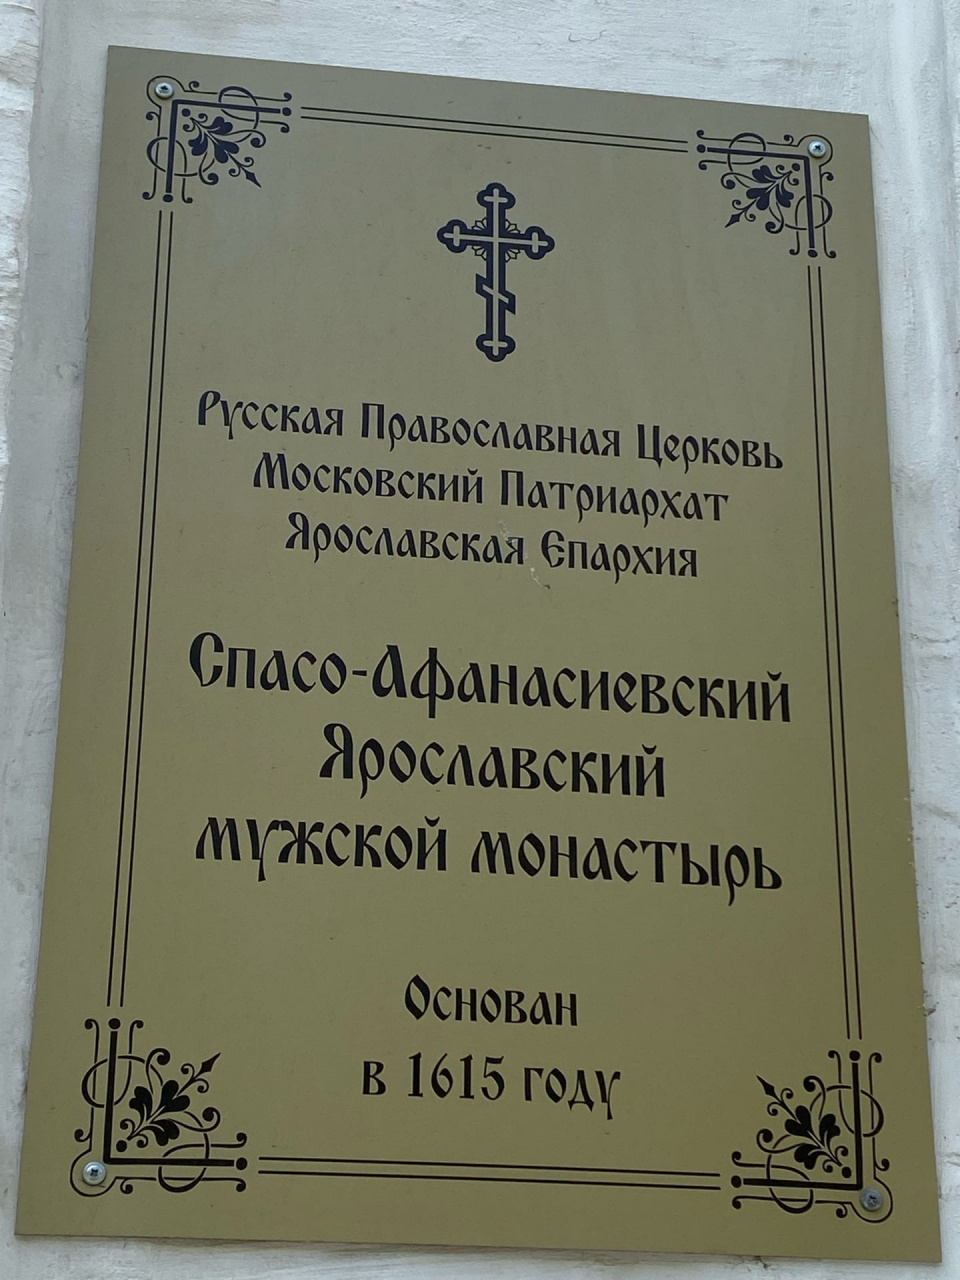 Русская Православная Церковь
Московский Патриархат
Ярославская Епархия
Спасо-Афанасиевский
Ярославский
мужской монастырь
Основан
в 1615 году